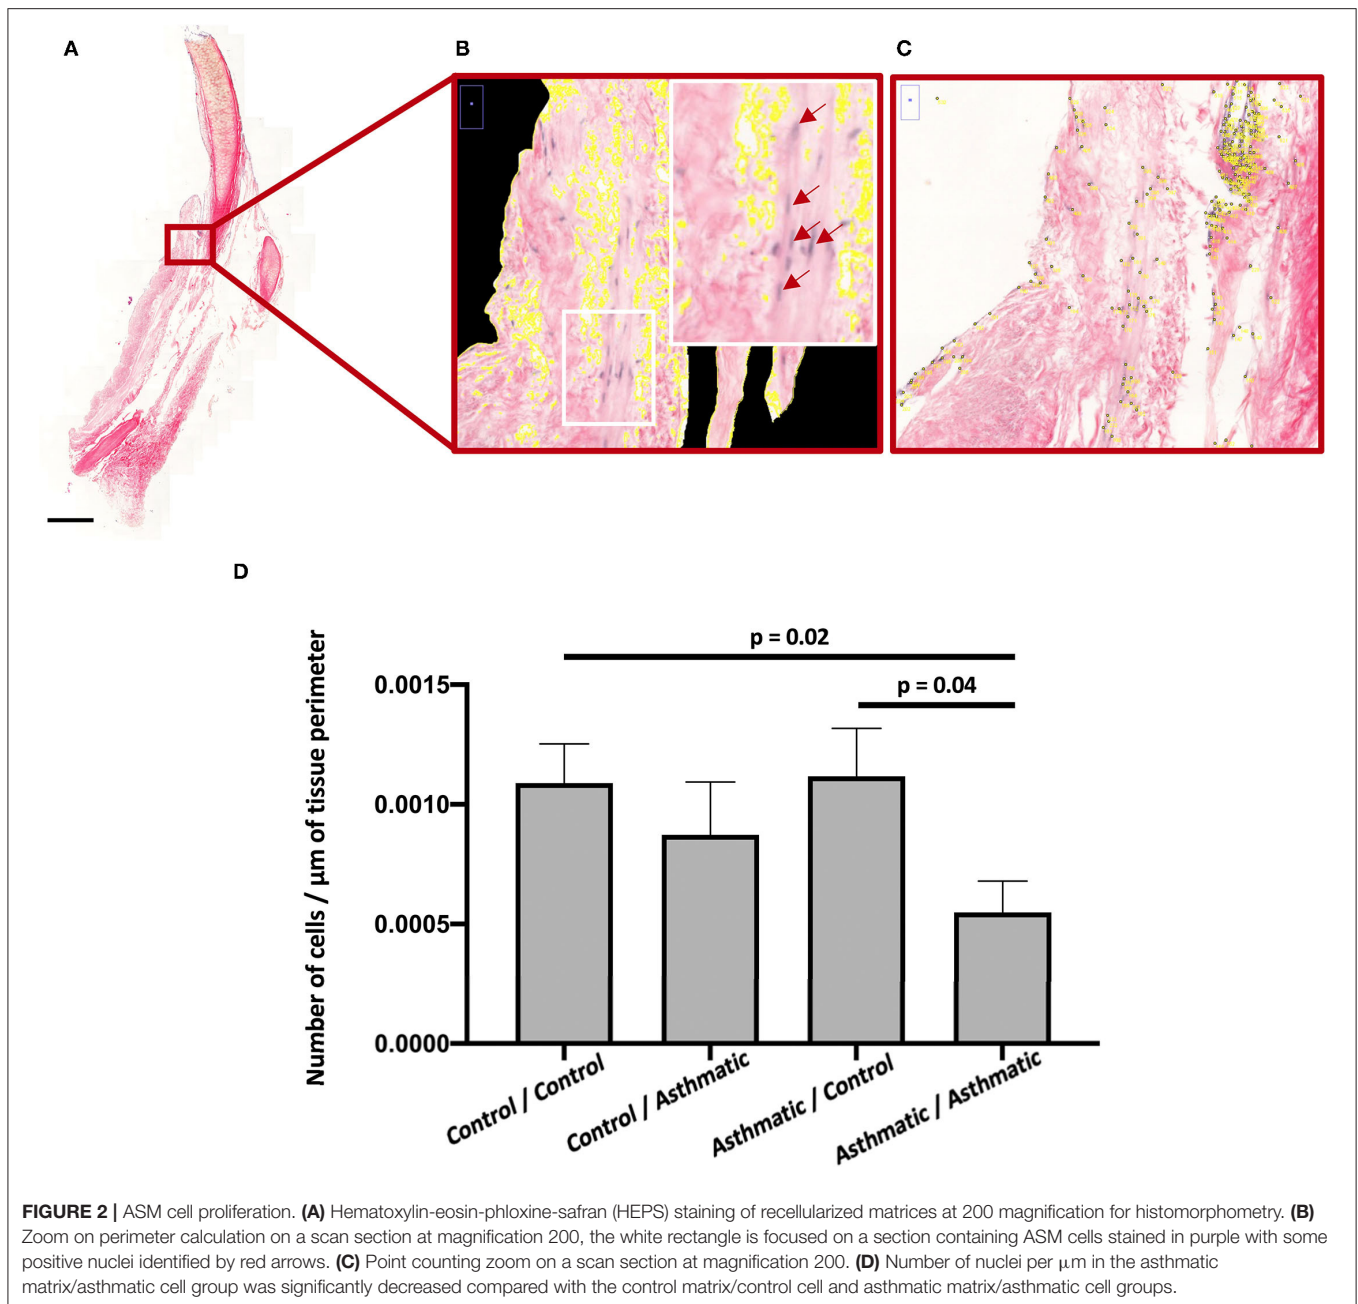 A
B
C
D
p = 0.02
p = 0.04
Number of cells / μm of tissue perimeter
0.0015
0.0010
0.0005
0.0000
Control / Control
Control / Asthmatic
Asthmatic / Control
Asthmatic / Asthmatic
FIGURE 2 | ASM cell proliferation. (A) Hematoxylin-eosin-phloxine-safran (HEPS) staining of recellularized matrices at 200 magnification for histomorphometry. (B)
Zoom on perimeter calculation on a scan section at magnification 200, the white rectangle is focused on a section containing ASM cells stained in purple with some
positive nuclei identified by red arrows. (C) Point counting zoom on a scan section at magnification 200. (D) Number of nuclei per μm in the asthmatic
matrix/asthmatic cell group was significantly decreased compared with the control matrix/control cell and asthmatic matrix/asthmatic cell groups.